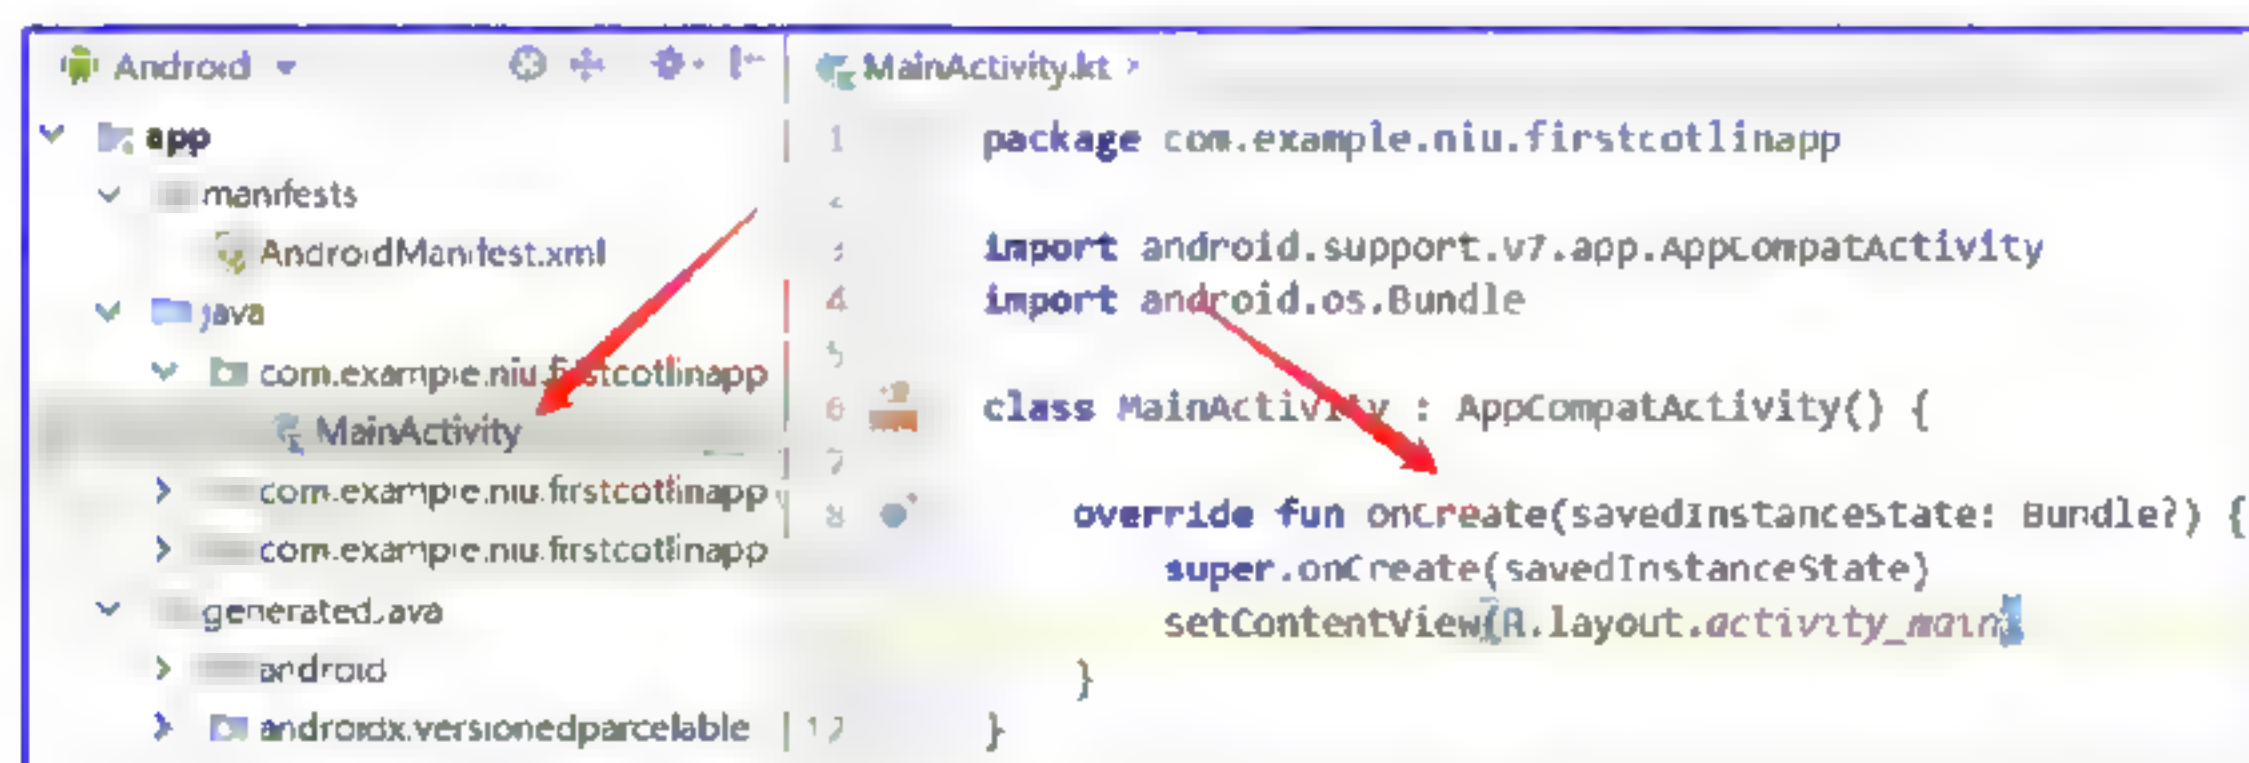 Android
app
manifests
AndroidManifest.xml
java
com.example.niu.firstcotlinapp
MainActivity
com.example.niu.firstcotlinapp
com.example.niu.firstcotlinapp
generatedJava
android
androidx.versionedparcelable
MainActivity.kt
1 package com.example.niu.firstcotlinapp
2
3 import android.support.v7.app.AppCompatActivity
4 import android.os.Bundle
5
6 class MainActivity : AppCompatActivity() {
7
8 override fun onCreate(savedInstanceState: Bundle?) {
super.onCreate(savedInstanceState)
setContentView(R.layout.activity_main)
}
12 }